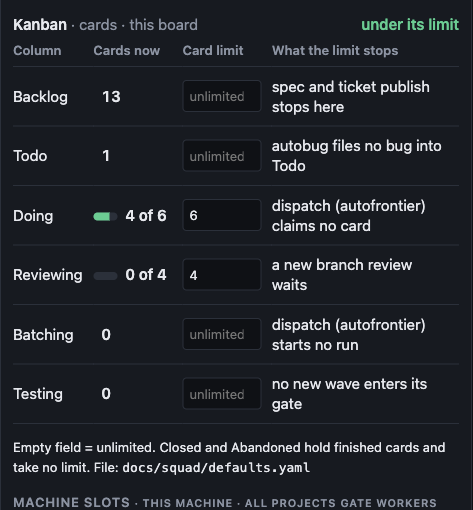 Kanban · cards · this board under its limit
Column Cards now Card limit What the limit stops
Backlog 13 unlimited spec and ticket publish
stops here
Todo 1 unlimited autobug files no bug into
Todo
Doing 4 of 6 6 dispatch (autofrontier)
claims no card
Reviewing 0 of 4 4 a new branch review
waits
Batching 0 unlimited dispatch (autofrontier)
starts no run
Testing 0 unlimited no new wave enters its
gate
Empty field = unlimited. Closed and Abandoned hold finished cards and
take no limit. File: docs/squad/defaults.yaml
MACHINE SLOTS · THIS MACHINE · ALL PROJECTS GATE WORKERS